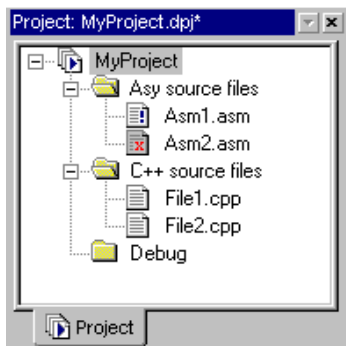 Project: MyProject.dpj*
MyProject
Asy source files
Asm1.asm
Asm2.asm
C++ source files
File1.cpp
File2.cpp
Debug
Project